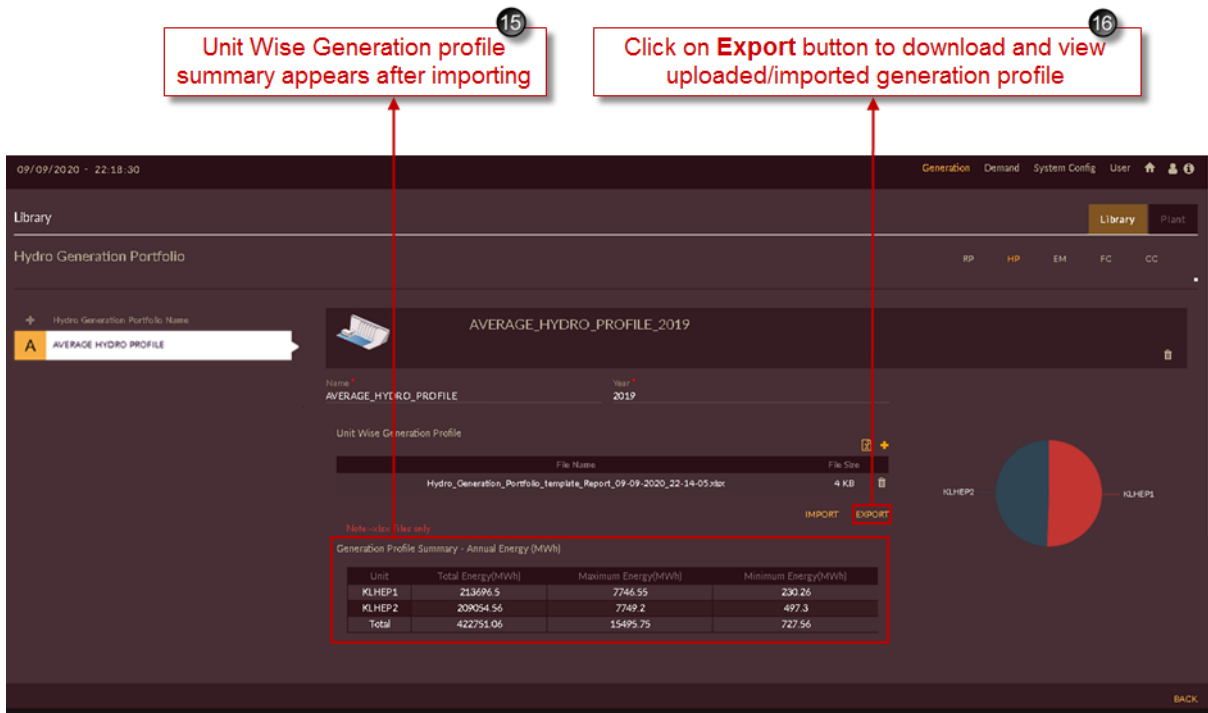 15
Unit Wise Generation profile
summary appears after importing
16
Click on Export button to download and view
uploaded/imported generation profile
09/09/2020 - 22:18:30
Generation Demand System Config User
Library
Library Plant
Hydro Generation Portfolio
RP HP EM FC CC
Hydro Generation Portfolio Name
A AVERAGE HYDRO PROFILE
AVERAGE_HYDRO_PROFILE_2019
Name * Year *
AVERAGE_HYDRO_PROFILE 2019
Unit Wise Generation Profile
File Name File Size
Hydro_Generation_Portfolio_template_Report_09-09-2020_22-14-05.xlsx 4 KB
IMPORT EXPORT
KLHEP2 KLHEP1
Note:-xlsx files only
Generation Profile Summary - Annual Energy (MWh)
Unit Total Energy(MWh) Maximum Energy(MWh) Minimum Energy(MWh)
KLHEP1 213696.5 7746.55 230.26
KLHEP2 209054.56 7749.2 497.3
Total 422751.06 15495.75 727.56
BACK